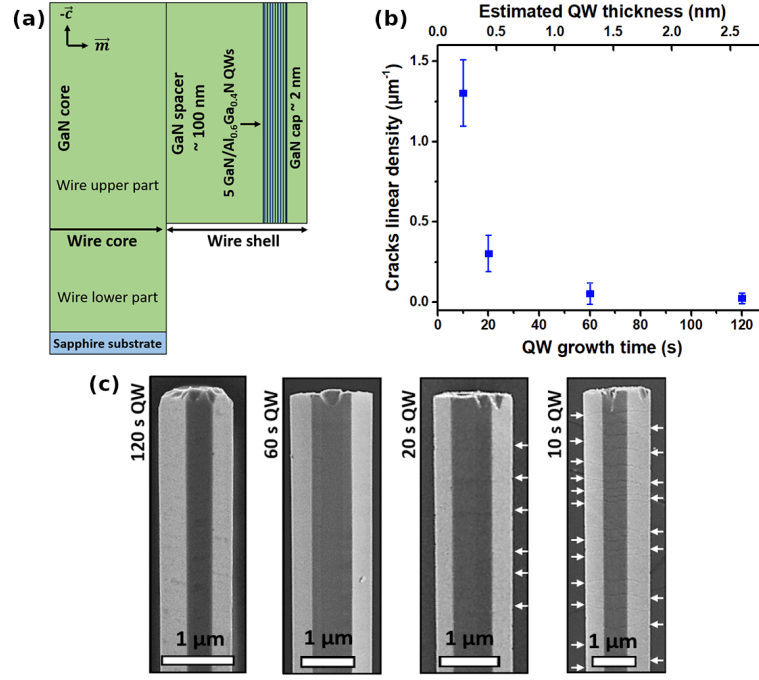 (a)
-c⃗
m⃗
GaN core
GaN spacer
~ 100 nm
5 GaN/Al₀.₆Ga₀.₄N QWs
GaN cap ~ 2 nm
Wire upper part
Wire core
Wire shell
Wire lower part
Sapphire substrate
(b)
Estimated QW thickness (nm)
0.0 0.5 1.0 1.5 2.0 2.5
Cracks linear density (µm⁻¹)
1.5
1.0
0.5
0.0
0 20 40 60 80 100 120
QW growth time (s)
(c)
120 s QW
1 µm
60 s QW
1 µm
20 s QW
1 µm
10 s QW
1 µm